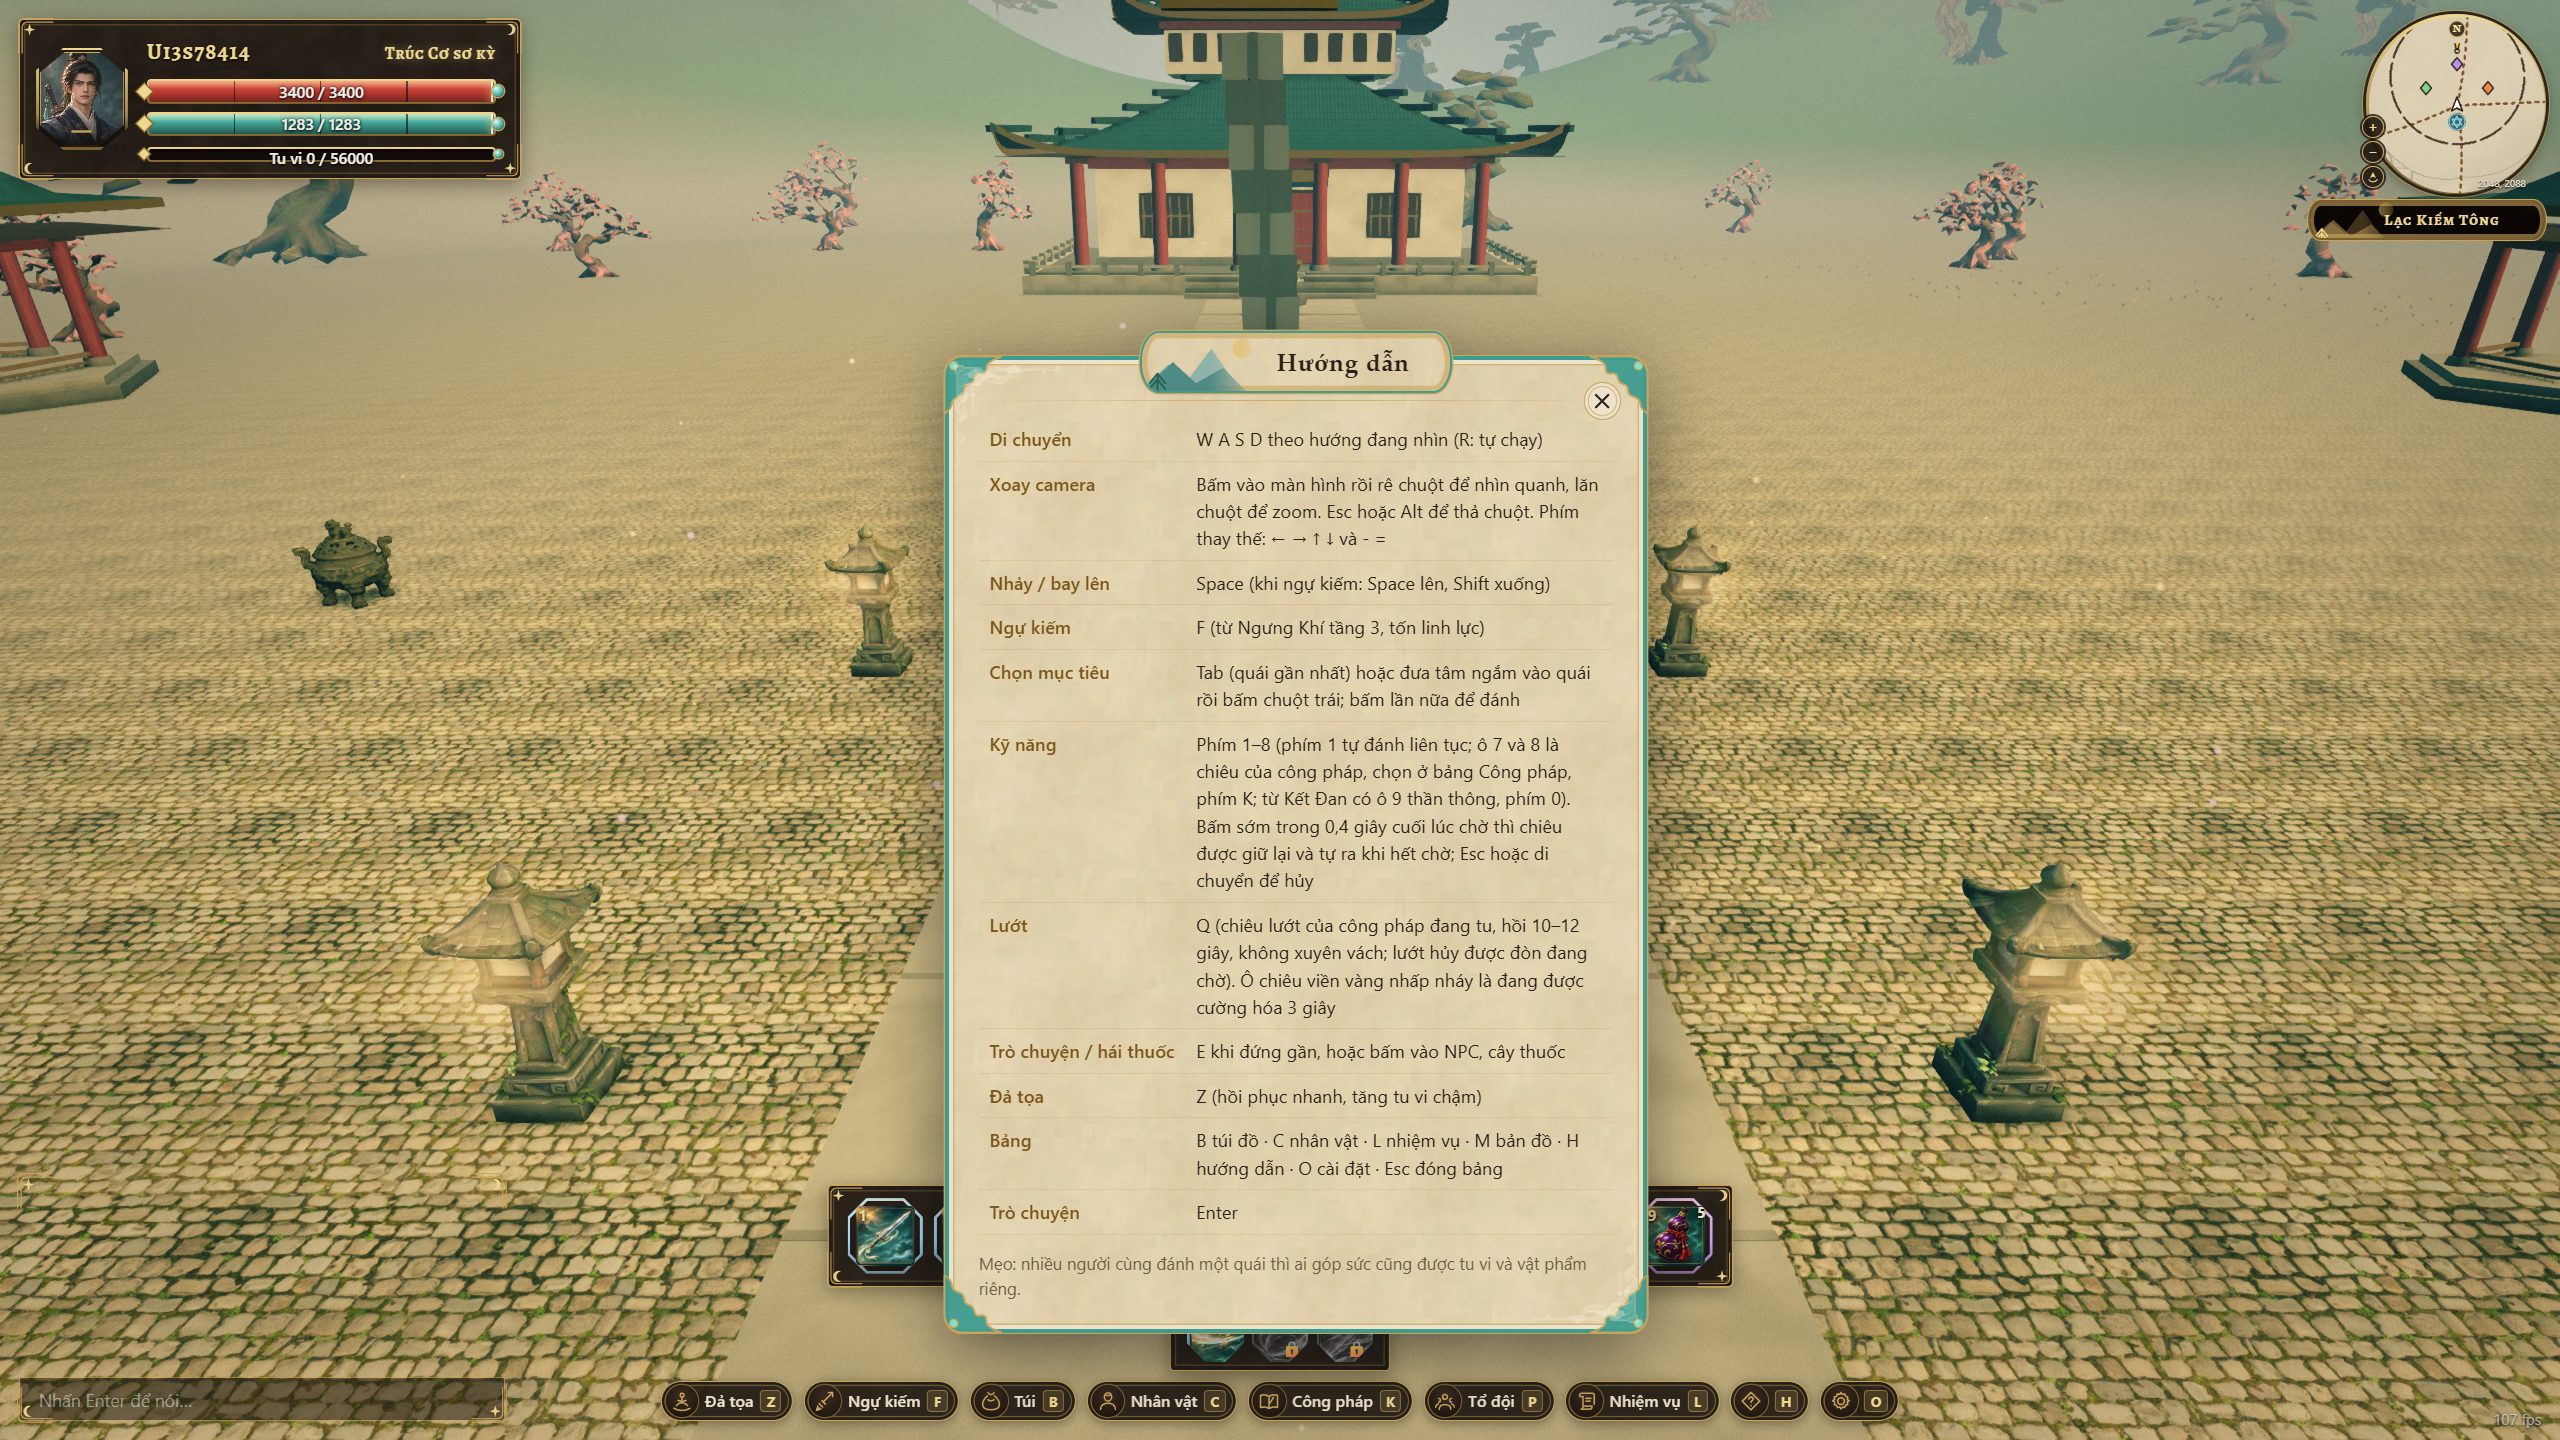 U13S78414
Trúc Cơ sơ kỳ
3400 / 3400
1283 / 1283
Tu vi 0 / 56000
N
2048, 2088
Lạc Kiếm Tông
Hướng dẫn
Di chuyển
W A S D theo hướng đang nhìn (R: tự chạy)
Xoay camera
Bấm vào màn hình rồi rê chuột để nhìn quanh, lăn
chuột để zoom. Esc hoặc Alt để thả chuột. Phím
thay thế: ← → ↑ ↓ và - =
Nhảy / bay lên
Space (khi ngự kiếm: Space lên, Shift xuống)
Ngự kiếm
F (từ Ngưng Khí tầng 3, tốn linh lực)
Chọn mục tiêu
Tab (quái gần nhất) hoặc đưa tâm ngắm vào quái
rồi bấm chuột trái; bấm lần nữa để đánh
Kỹ năng
Phím 1–8 (phím 1 tự đánh liên tục; ô 7 và 8 là
chiêu của công pháp, chọn ở bảng Công pháp,
phím K; từ Kết Đan có ô 9 thần thông, phím 0).
Bấm sớm trong 0,4 giây cuối lúc chờ thì chiêu
được giữ lại và tự ra khi hết chờ; Esc hoặc di
chuyển để hủy
Lướt
Q (chiêu lướt của công pháp đang tu, hồi 10–12
giây, không xuyên vách; lướt hủy được đòn đang
chờ). Ô chiêu viền vàng nhấp nháy là đang được
cường hóa 3 giây
Trò chuyện / hái thuốc
E khi đứng gần, hoặc bấm vào NPC, cây thuốc
Đả tọa
Z (hồi phục nhanh, tăng tu vi chậm)
Bảng
B túi đồ · C nhân vật · L nhiệm vụ · M bản đồ · H
hướng dẫn · O cài đặt · Esc đóng bảng
Trò chuyện
Enter
Mẹo: nhiều người cùng đánh một quái thì ai góp sức cũng được tu vi và vật phẩm
riêng.
1
9
5
Nhấn Enter để nói...
Đả tọa Z
Ngự kiếm F
Túi B
Nhân vật C
Công pháp K
Tổ đội P
Nhiệm vụ L
H
O
107 fps